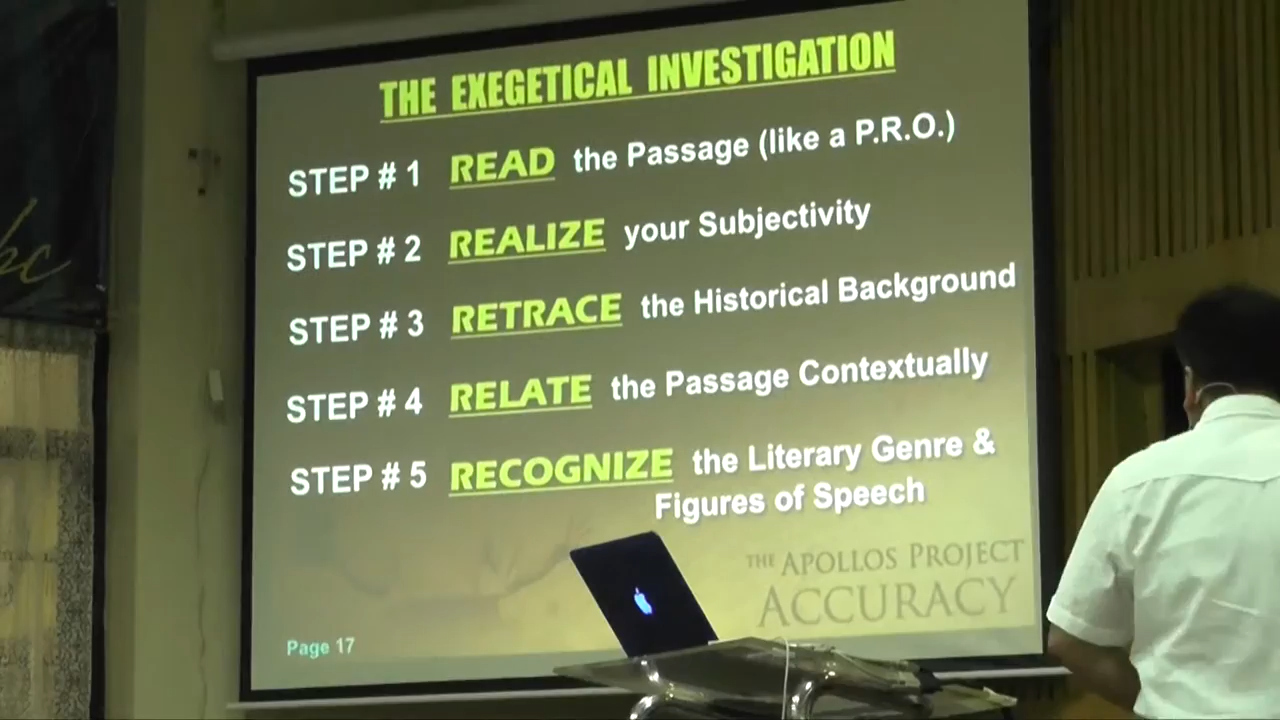 THE EXEGETICAL INVESTIGATION
STEP # 1 READ the Passage (like a P.R.O.)
STEP # 2 REALIZE your Subjectivity
STEP # 3 RETRACE the Historical Background
STEP # 4 RELATE the Passage Contextually
STEP # 5 RECOGNIZE the Literary Genre &
Figures of Speech
THE APOLLOS PROJECT
ACCURACY
Page 17